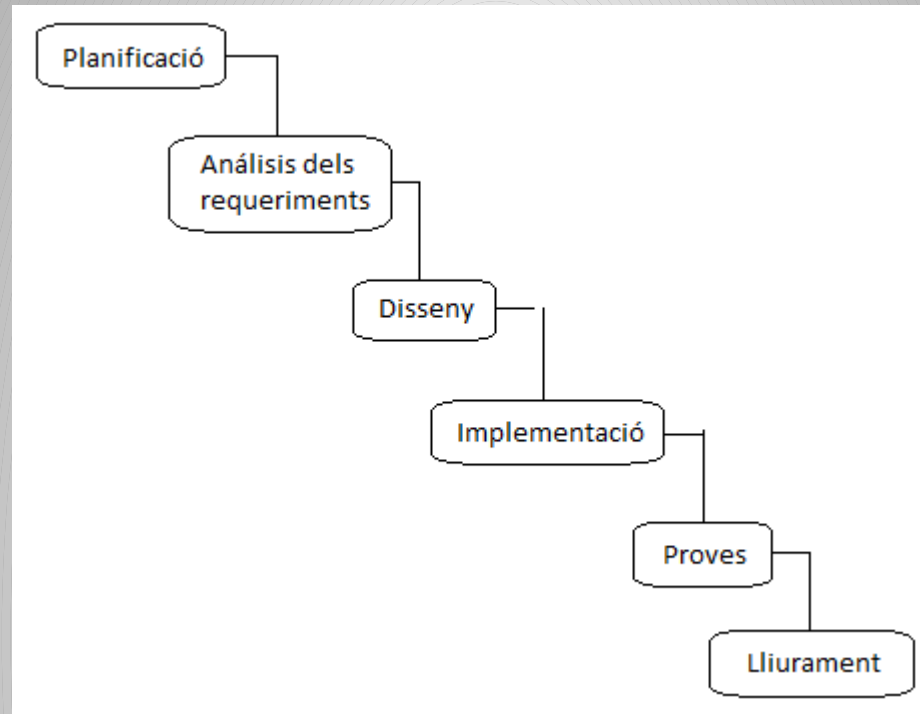 Planificació
Análisis dels
requeriments
Disseny
Implementació
Proves
Lliurament